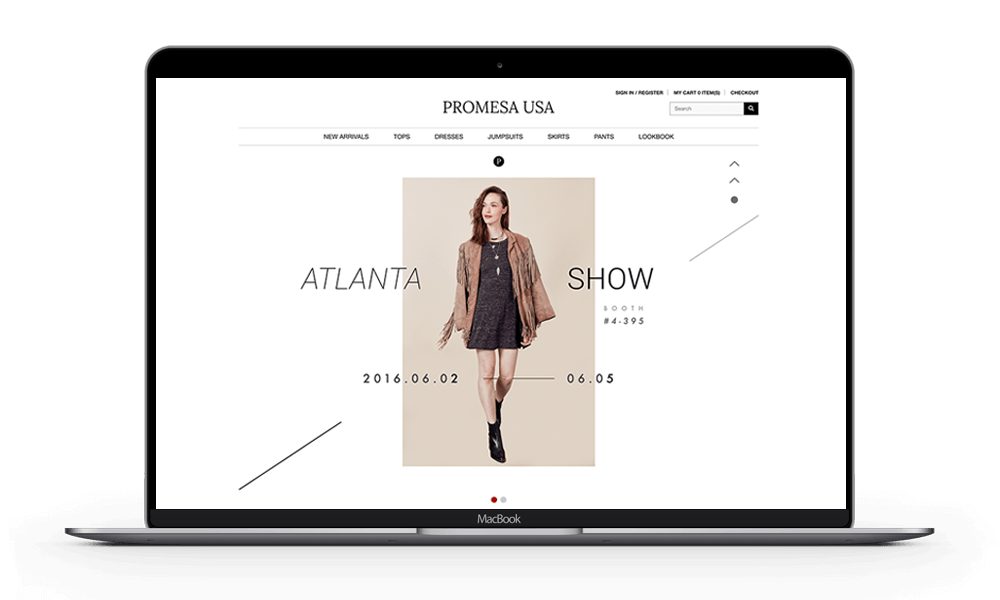 SIGN IN / REGISTER | MY CART 0 ITEM(S) | CHECKOUT
PROMESA USA
Search
NEW ARRIVALS TOPS DRESSES JUMPSUITS SKIRTS PANTS LOOKBOOK
P
ATLANTA SHOW
BOOTH
#4-395
2016.06.02 06.05
MacBook